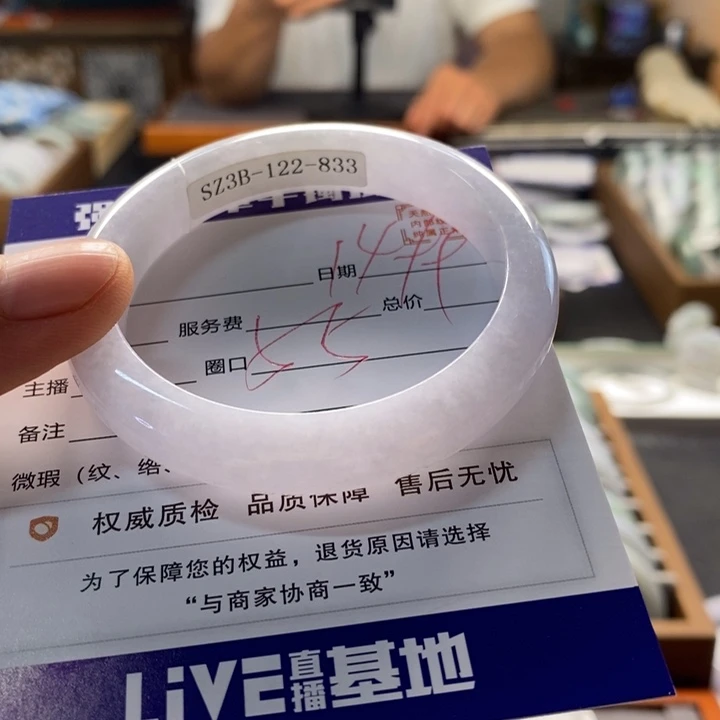 SZ3B-122-833
日期
1499
服务费
总价
圈口
55
主播
备注
微瑕（纹、络、
权威质检 品质保障 售后无忧
为了保障您的权益，退货原因请选择
“与商家协商一致”
LiVE直播基地